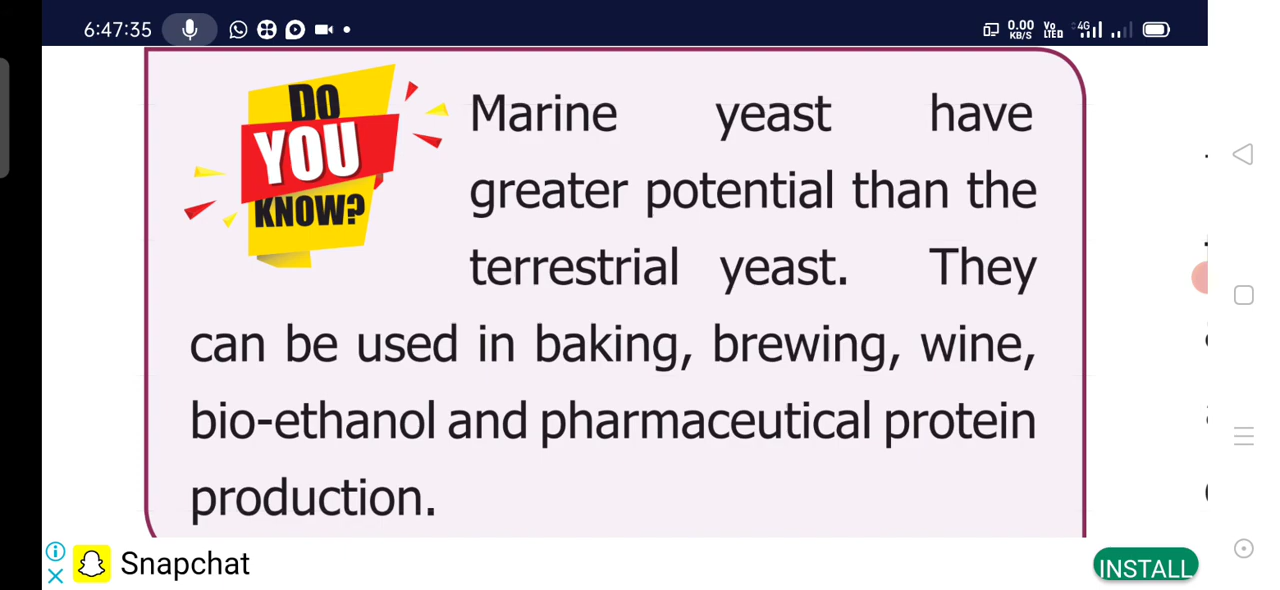 6:47:35 0.00 KB/S Vo LTED 4G
DO
YOU
KNOW?
Marine yeast have
greater potential than the
terrestrial yeast. They
can be used in baking, brewing, wine,
bio-ethanol and pharmaceutical protein
production.
Snapchat INSTALL